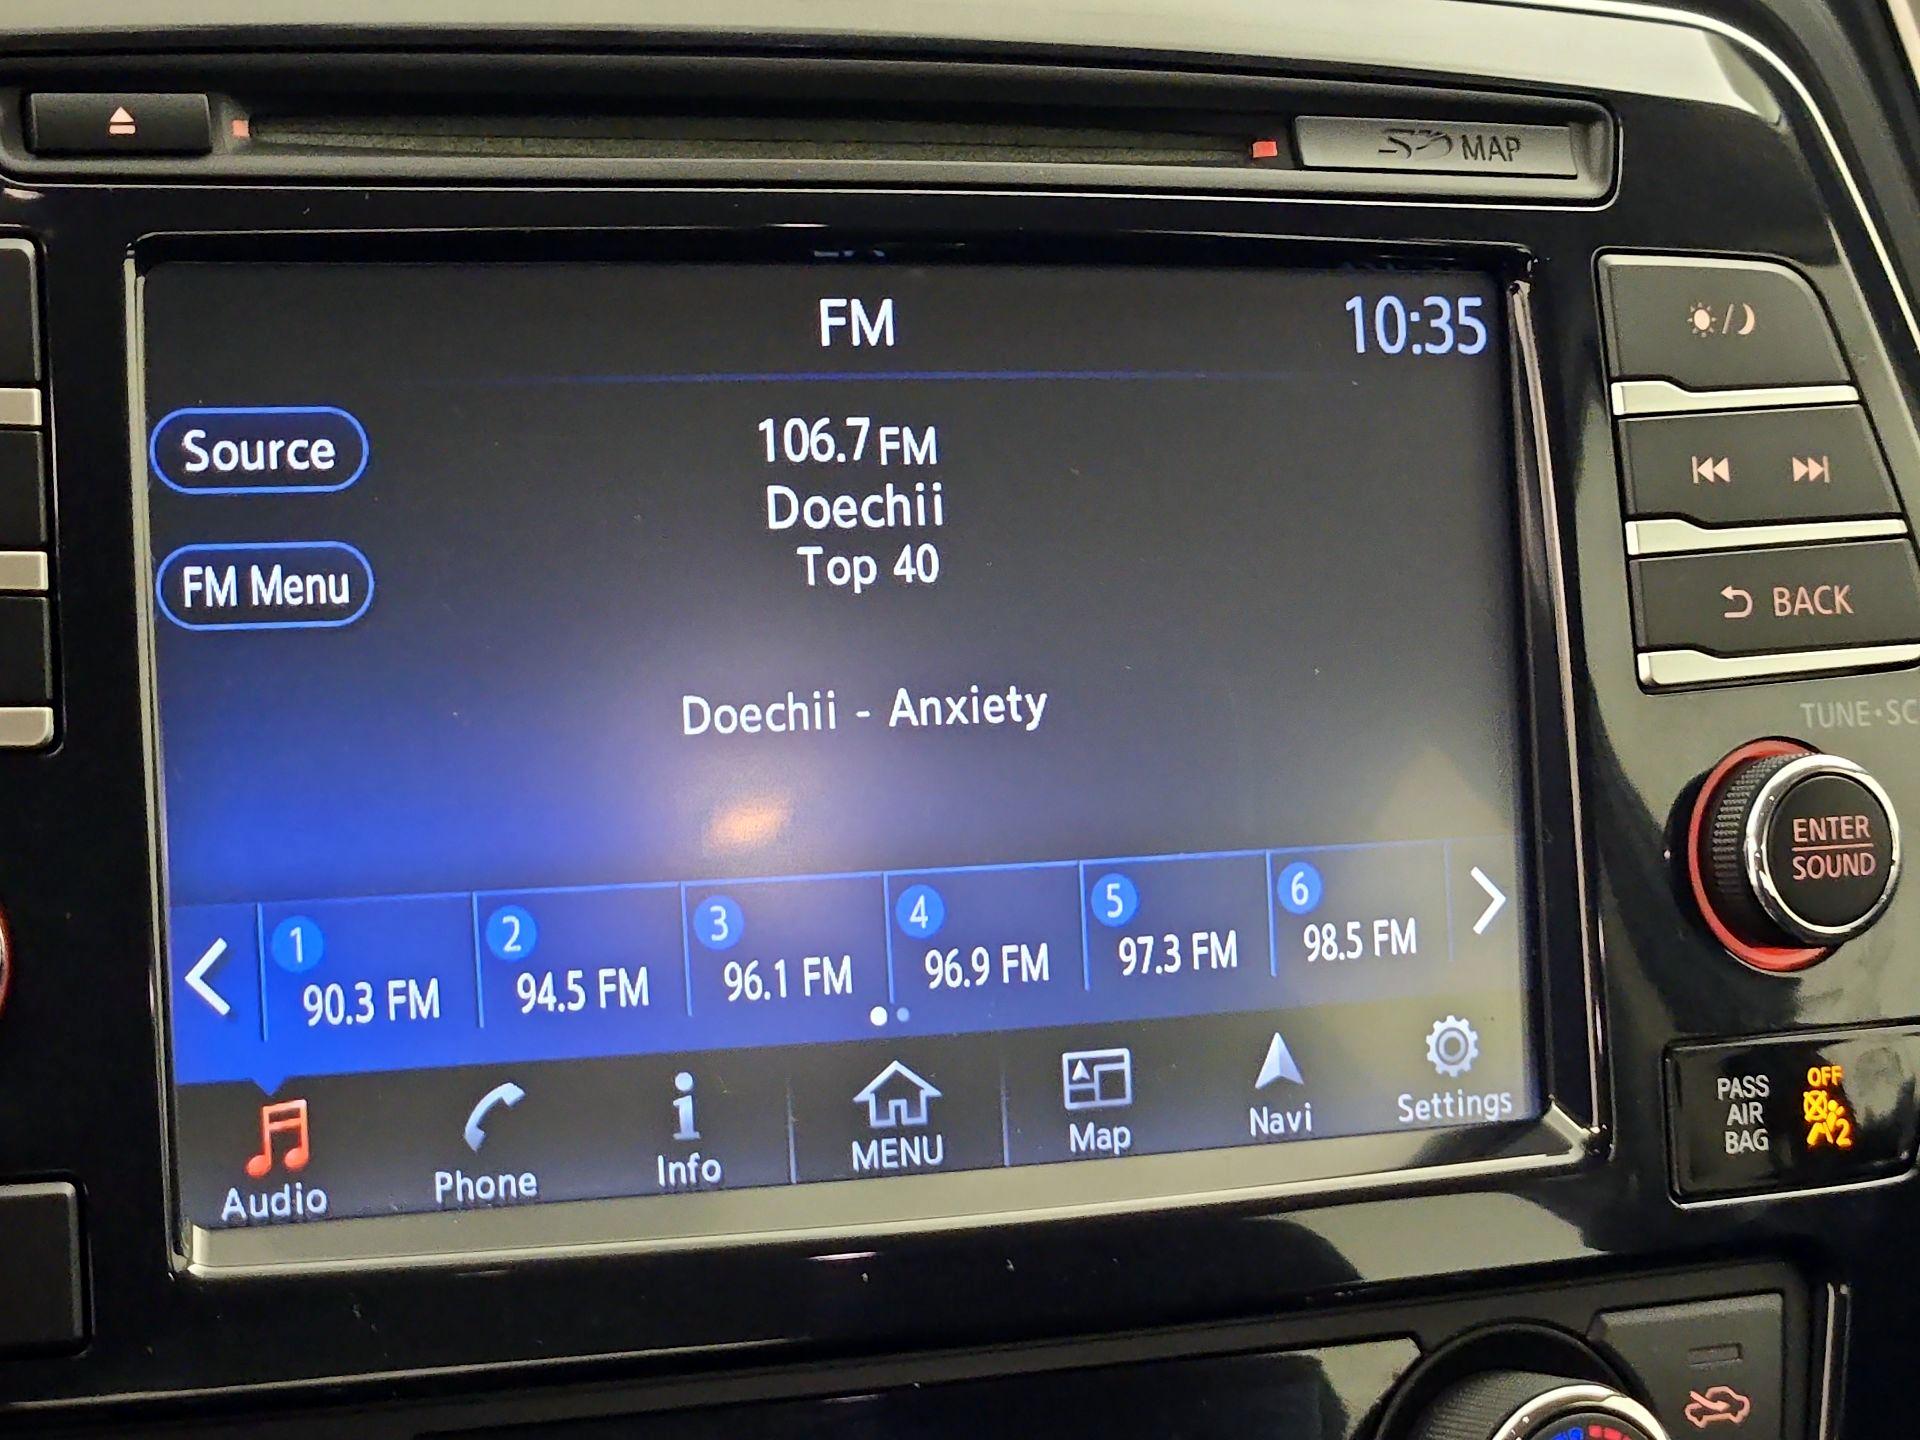 SD MAP
FM
10:35
Source
106.7 FM
Doechii
FM Menu
Top 40
BACK
Doechii - Anxiety
ENTER
SOUND
1
90.3 FM
2
94.5 FM
3
96.1 FM
4
96.9 FM
5
97.3 FM
6
98.5 FM
Audio
Phone
Info
MENU
Map
Navi
Settings
PASS
AIR
BAG
OFF
2